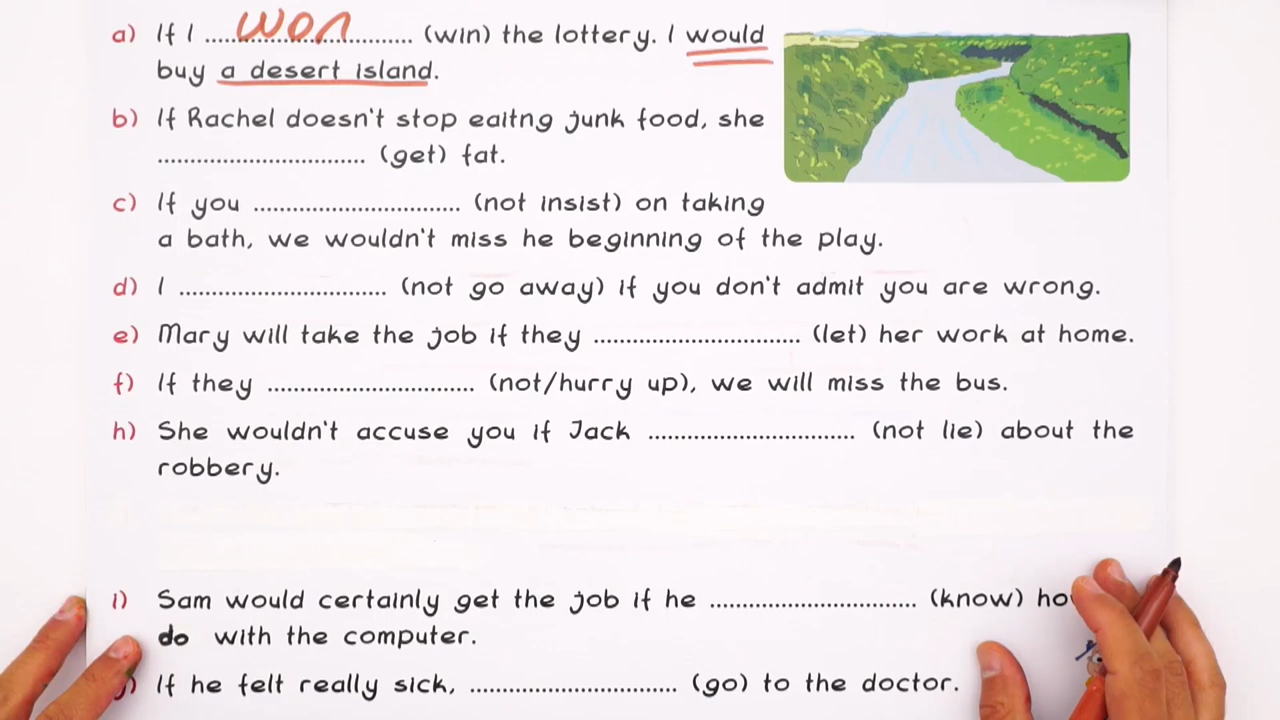 a) If I ....won.... (win) the lottery. I would
buy a desert island.
b) If Rachel doesn't stop eaitng junk food, she
................................ (get) fat.
c) If you ................................ (not insist) on taking
a bath, we wouldn't miss he beginning of the play.
d) I ................................ (not go away) if you don't admit you are wrong.
e) Mary will take the job if they ................................ (let) her work at home.
f) If they ................................ (not/hurry up), we will miss the bus.
h) She wouldn't accuse you if Jack ................................ (not lie) about the
robbery.
i) Sam would certainly get the job if he ................................ (know)
do with the computer.
If he felt really sick, ................................ (go) to the doctor.